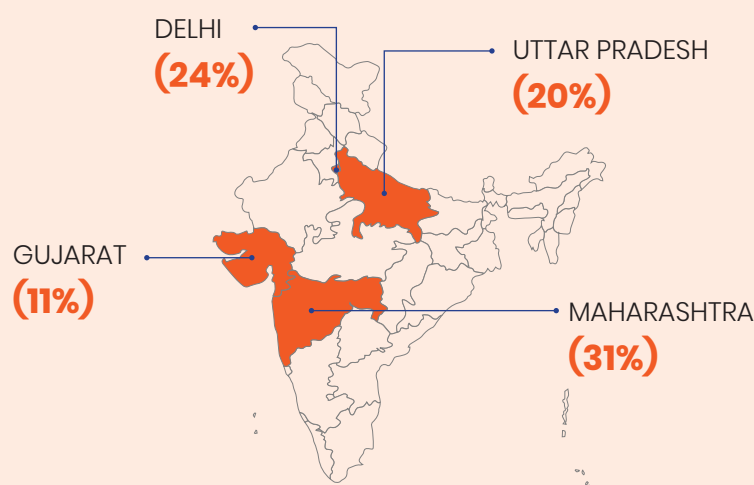 DELHI
(24%)
UTTAR PRADESH
(20%)
GUJARAT
(11%)
MAHARASHTRA
(31%)